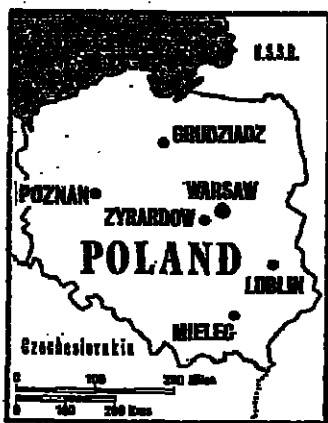 U.S.S.R.
GRUDZIADZ
POZNAN
WARSAW
ZYRARDOW
POLAND
LUBLIN
MIELEC
Czechoslovakia
0 100 200 Miles
0 100 200 Kms